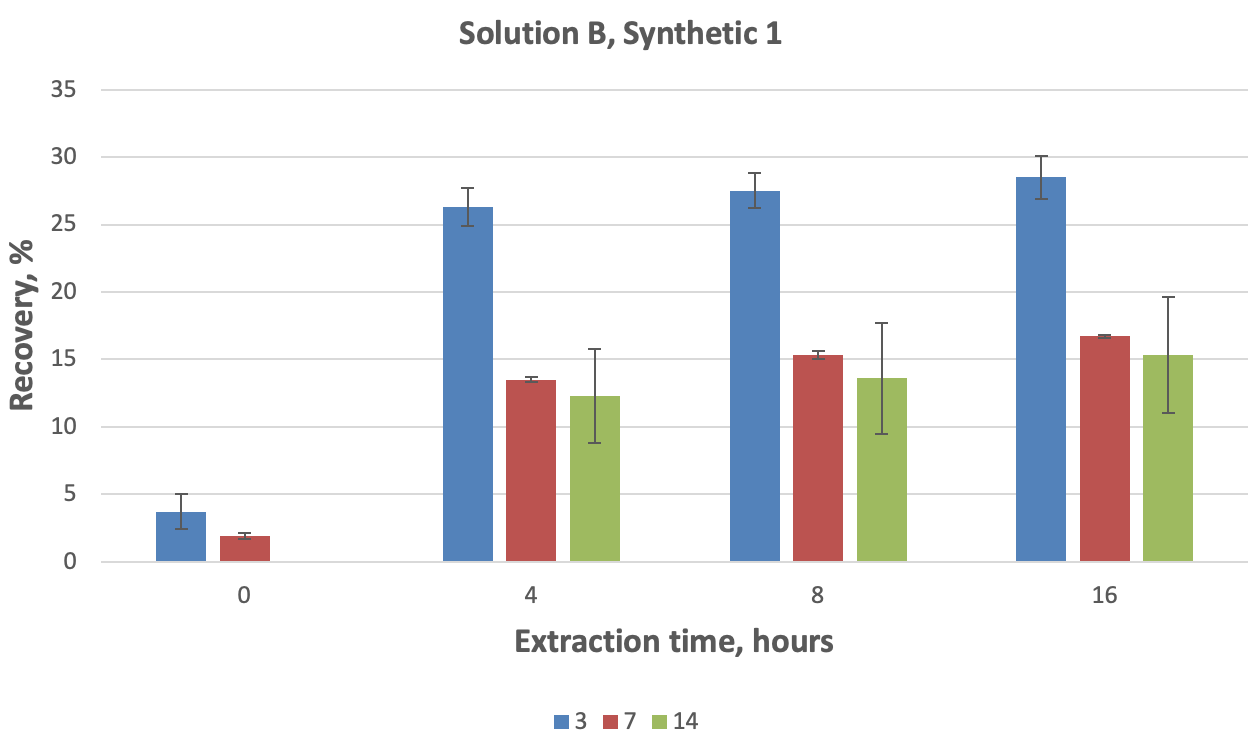 Solution B, Synthetic 1
35
30
25
20
15
10
5
0
Recovery, %
0 4 8 16
Extraction time, hours
3 7 14